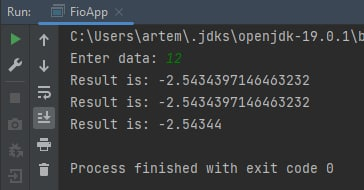 Run: FioApp
C:\Users\artem\.jdks\openjdk-19.0.1\b
Enter data: 12
Result is: -2.5434397146463232
Result is: -2.5434397146463232
Result is: -2.54344
Process finished with exit code 0